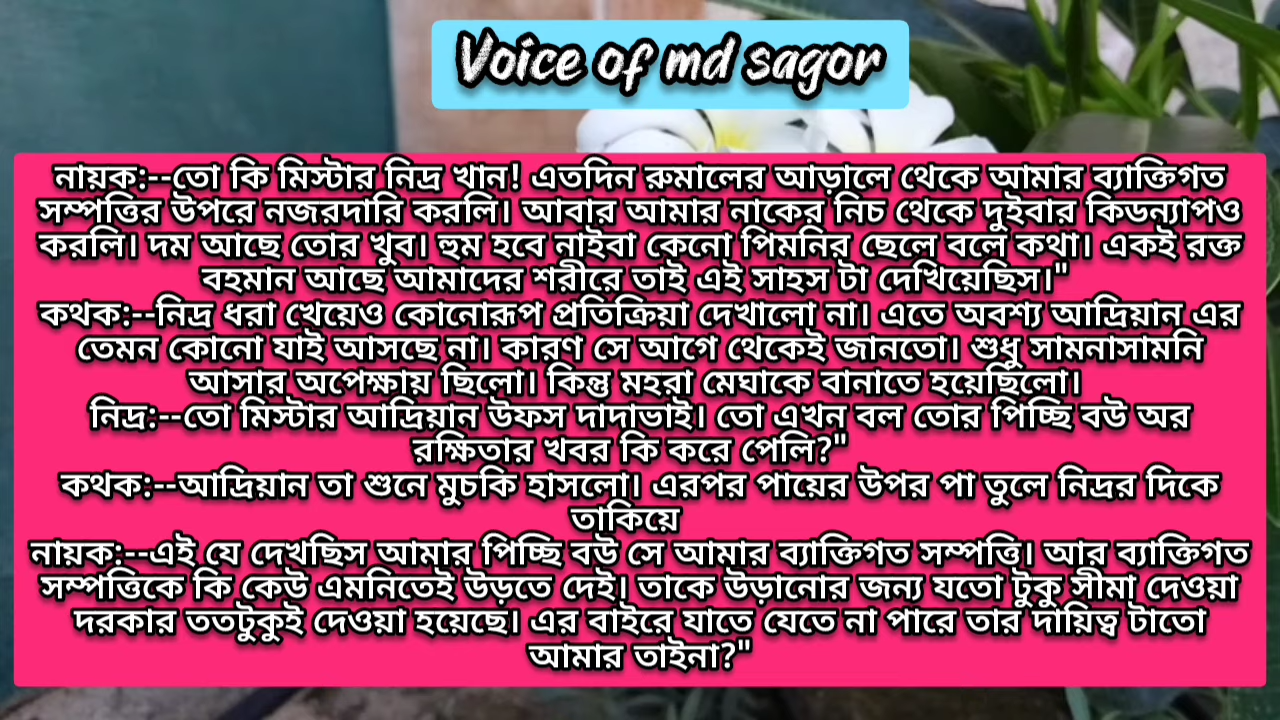 Voice of md sagor
নায়ক:--তো কি মিস্টার নিদ্র খান! এতদিন রুমালের আড়ালে থেকে আমার ব্যাক্তিগত
সম্পত্তির উপরে নজরদারি করলি। আবার আমার নাকের নিচ থেকে দুইবার কিডন্যাপও
করলি। দম আছে তোর খুব। হুম হবে নাইবা কেনো পিমনির ছেলে বলে কথা। একই রক্ত
বহমান আছে আমাদের শরীরে তাই এই সাহস টা দেখিয়েছিস।"
কথক:--নিদ্র ধরা খেয়েও কোনোরূপ প্রতিক্রিয়া দেখালো না। এতে অবশ্য আদ্রিয়ান এর
তেমন কোনো যাই আসছে না। কারণ সে আগে থেকেই জানতো। শুধু সামনাসামনি
আসার অপেক্ষায় ছিলো। কিন্তু মহরা মেঘাকে বানাতে হয়েছিলো।
নিদ্র:--তো মিস্টার আদ্রিয়ান উফস দাদাভাই। তো এখন বল তোর পিচ্ছি বউ অর
রক্ষিতার খবর কি করে পেলি?"
কথক:--আদ্রিয়ান তা শুনে মুচকি হাসলো। এরপর পায়ের উপর পা তুলে নিদ্রর দিকে
তাকিয়ে
নায়ক:--এই যে দেখছিস আমার পিচ্ছি বউ সে আমার ব্যাক্তিগত সম্পত্তি। আর ব্যাক্তিগত
সম্পত্তিকে কি কেউ এমনিতেই উড়তে দেই। তাকে উড়ানোর জন্য যতো টুকু সীমা দেওয়া
দরকার ততটুকুই দেওয়া হয়েছে। এর বাইরে যাতে যেতে না পারে তার দায়িত্ব টাতো
আমার তাইনা?"